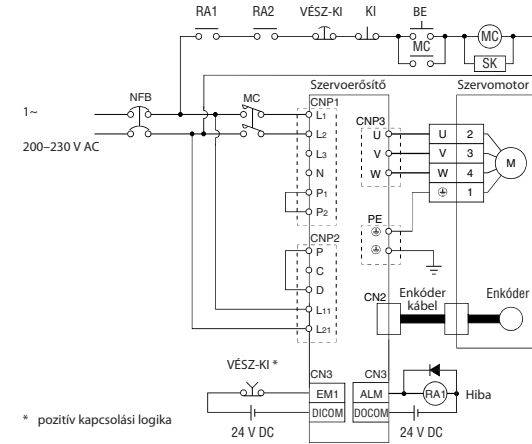 RA1 RA2 VÉSZ-KI KI BE
MC
MC
SK
Szervoerősítő Szervomotor
NFB MC CNP1
1~ L1
CNP3
L2 U U 2
200–230 V AC
L3 V V 3 M
N W W 4
P1 1
P2 PE
CNP2
P
C
D CN2 Enkóder kábel Enkóder
L11
L21
VÉSZ-KI *
CN3 CN3
EM1 ALM RA1 Hiba
DICOM DOCOM
* pozitív kapcsolási logika
24 V DC 24 V DC